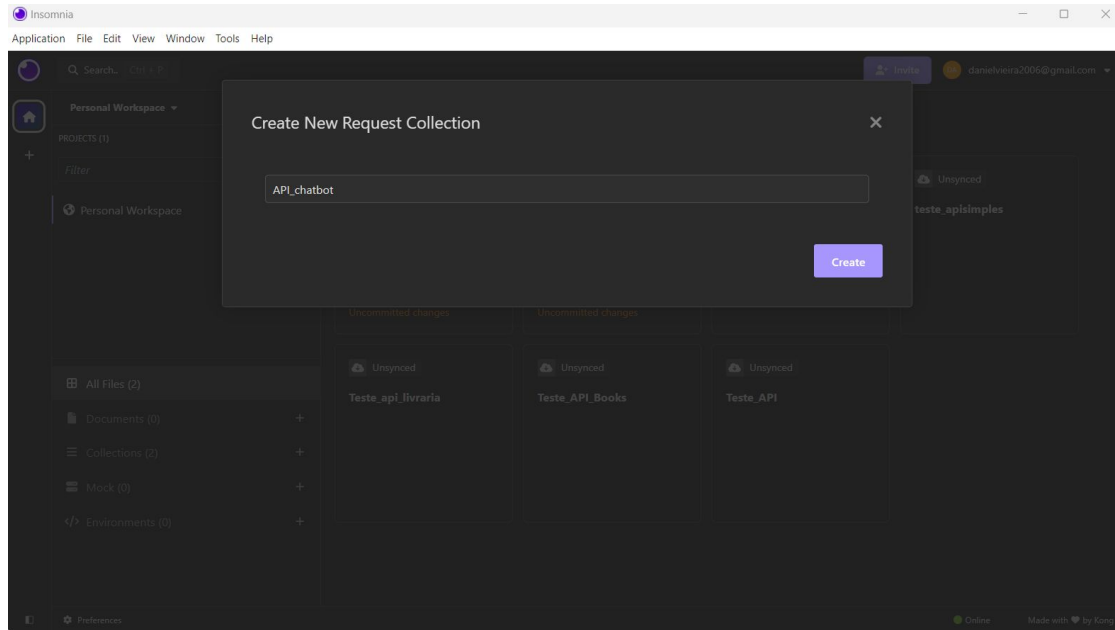 Insomnia
Application File Edit View Window Tools Help
Search.. Ctrl + P
Invite
danielvieira2006@gmail.com
Personal Workspace
PROJECTS (1)
Filter
Personal Workspace
Create New Request Collection
API_chatbot
Create
Unsynced
teste_apisimples
Uncommitted changes
Uncommitted changes
Unsynced
Unsynced
Unsynced
Teste_api_livraria
Teste_API_Books
Teste_API
All Files (2)
Documents (0)
Collections (2)
Mock (0)
Environments (0)
Preferences
Online
Made with ♥ by Kong